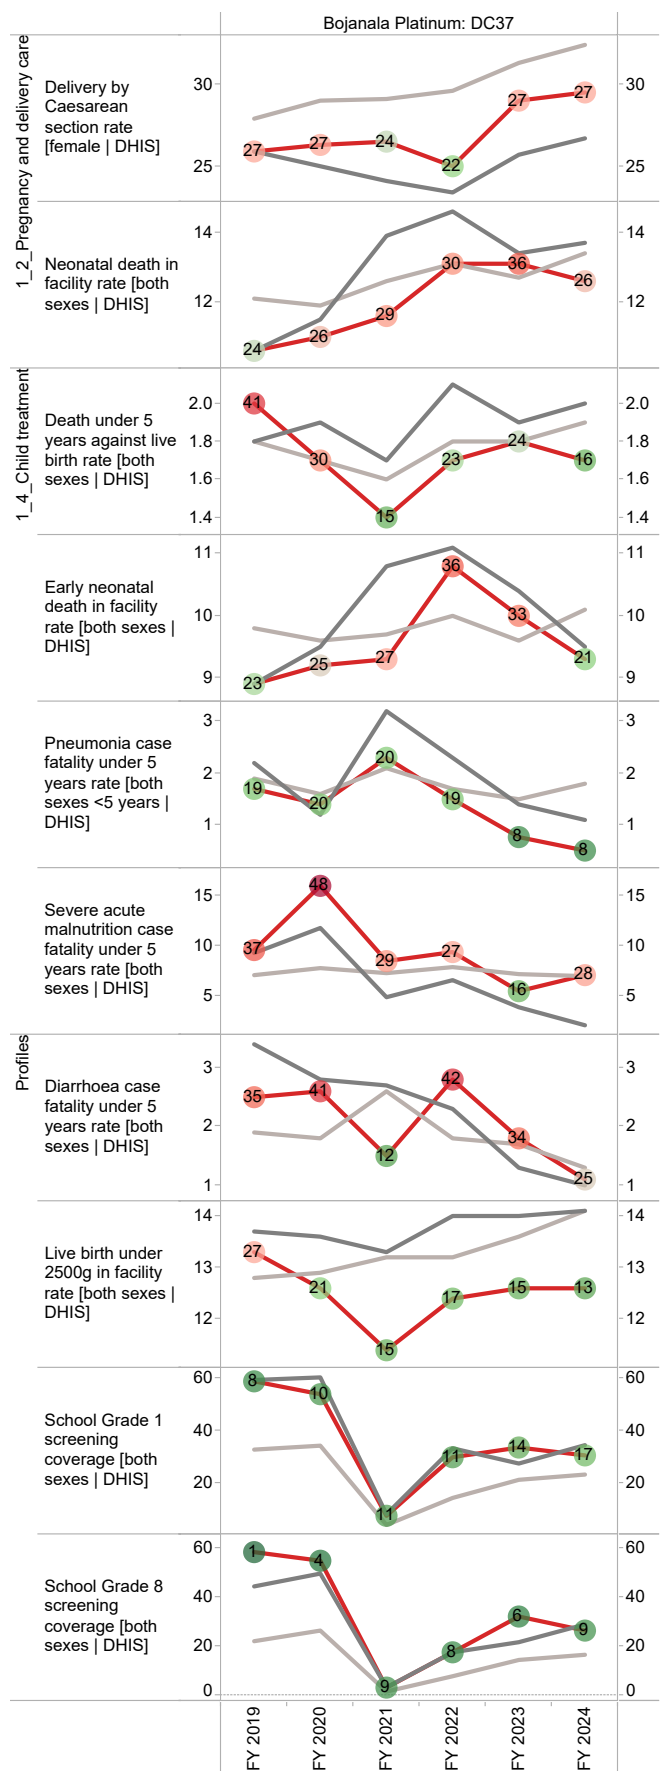 Bojanala Platinum: DC37
1_2_Pregnancy and delivery care
Delivery by
Caesarean
section rate
[female | DHIS]
30
25
27
27
24
22
27
27
30
25
Neonatal death in
facility rate [both
sexes | DHIS]
14
12
24
26
29
30
36
26
14
12
1_4_Child treatment
Death under 5
years against live
birth rate [both
sexes | DHIS]
2.0
1.8
1.6
1.4
41
30
15
23
24
16
2.0
1.8
1.6
1.4
Early neonatal
death in facility
rate [both sexes |
DHIS]
11
10
9
23
25
27
36
33
21
11
10
9
Pneumonia case
fatality under 5
years rate [both
sexes <5 years |
DHIS]
3
2
1
19
20
20
19
8
8
3
2
1
Severe acute
malnutrition case
fatality under 5
years rate [both
sexes | DHIS]
15
10
5
37
48
29
27
16
28
15
10
5
Profiles
Diarrhoea case
fatality under 5
years rate [both
sexes | DHIS]
3
2
1
35
41
12
42
34
25
3
2
1
Live birth under
2500g in facility
rate [both sexes |
DHIS]
14
13
12
27
21
15
17
15
13
14
13
12
School Grade 1
screening
coverage [both
sexes | DHIS]
60
40
20
8
10
11
11
14
17
60
40
20
School Grade 8
screening
coverage [both
sexes | DHIS]
60
40
20
0
1
4
9
8
6
9
60
40
20
0
FY 2019
FY 2020
FY 2021
FY 2022
FY 2023
FY 2024